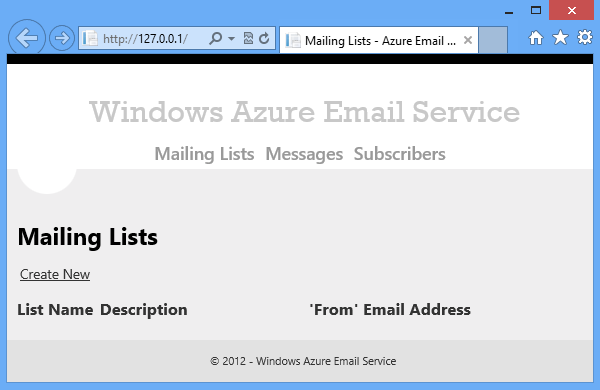 http://127.0.0.1/
Mailing Lists - Azure Email ...
Windows Azure Email Service
Mailing Lists Messages Subscribers
Mailing Lists
Create New
List Name Description 'From' Email Address
© 2012 - Windows Azure Email Service